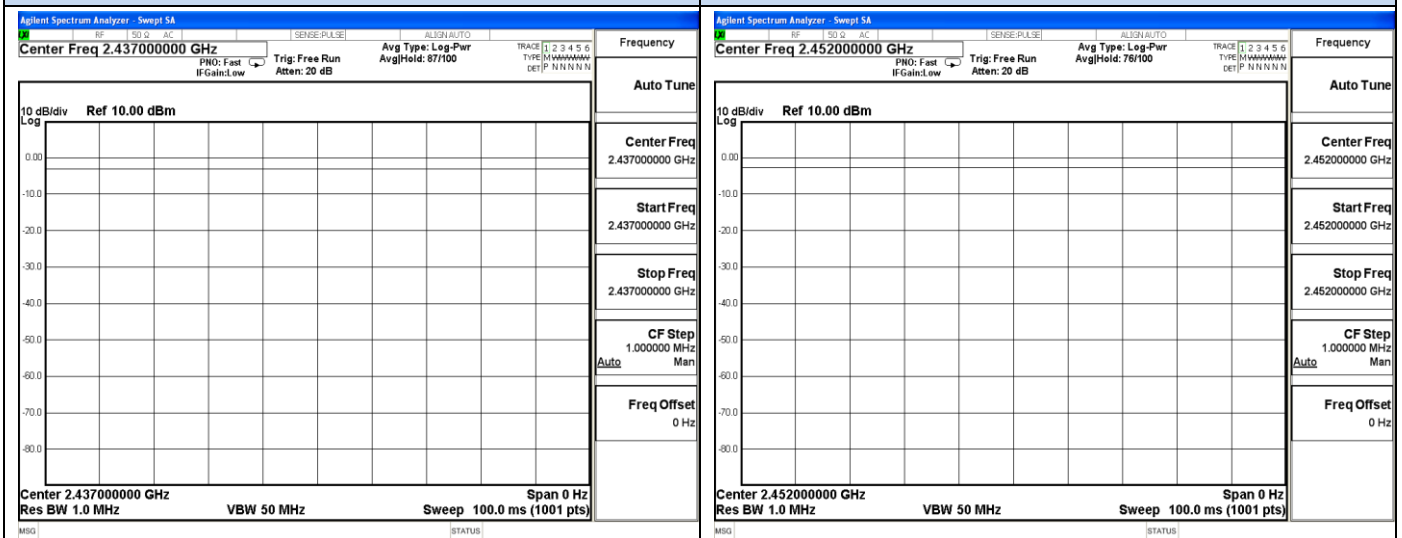 Agilent Spectrum Analyzer - Swept SA
RF 50 Ω AC SENSE:PULSE ALIGN AUTO
Center Freq 2.437000000 GHz
PNO: Fast
IFGain:Low
Trig: Free Run
Atten: 20 dB
Avg Type: Log-Pwr
Avg|Hold: 87/100
TRACE 1 2 3 4 5 6
TYPE M WWWWW
DET P N N N N N
10 dB/div Ref 10.00 dBm
Log
0.00
-10.0
-20.0
-30.0
-40.0
-50.0
-60.0
-70.0
-80.0
Center 2.437000000 GHz Span 0 Hz
Res BW 1.0 MHz VBW 50 MHz Sweep 100.0 ms (1001 pts)
MSG STATUS
Frequency
Auto Tune
Center Freq
2.437000000 GHz
Start Freq
2.437000000 GHz
Stop Freq
2.437000000 GHz
CF Step
1.000000 MHz
Auto Man
Freq Offset
0 Hz
Agilent Spectrum Analyzer - Swept SA
RF 50 Ω AC SENSE:PULSE ALIGN AUTO
Center Freq 2.452000000 GHz
PNO: Fast
IFGain:Low
Trig: Free Run
Atten: 20 dB
Avg Type: Log-Pwr
Avg|Hold: 76/100
TRACE 1 2 3 4 5 6
TYPE M WWWWW
DET P N N N N N
10 dB/div Ref 10.00 dBm
Log
0.00
-10.0
-20.0
-30.0
-40.0
-50.0
-60.0
-70.0
-80.0
Center 2.452000000 GHz Span 0 Hz
Res BW 1.0 MHz VBW 50 MHz Sweep 100.0 ms (1001 pts)
MSG STATUS
Frequency
Auto Tune
Center Freq
2.452000000 GHz
Start Freq
2.452000000 GHz
Stop Freq
2.452000000 GHz
CF Step
1.000000 MHz
Auto Man
Freq Offset
0 Hz